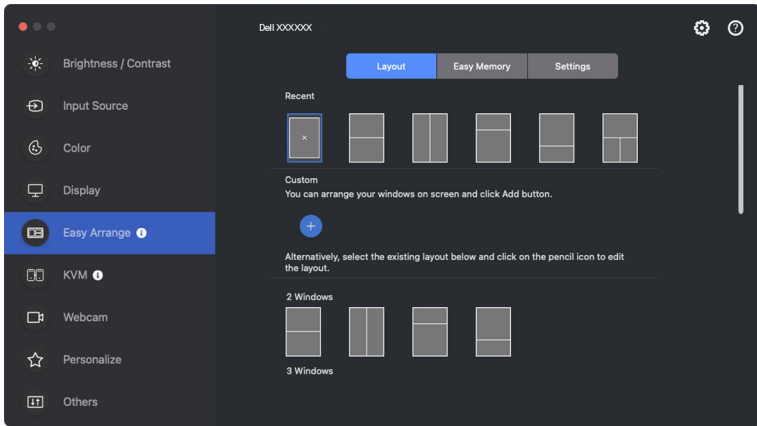 Dell XXXXXX
Brightness / Contrast
Input Source
Color
Display
Easy Arrange
KVM
Webcam
Personalize
Others
Layout
Easy Memory
Settings
Recent
Custom
You can arrange your windows on screen and click Add button.
Alternatively, select the existing layout below and click on the pencil icon to edit
the layout.
2 Windows
3 Windows